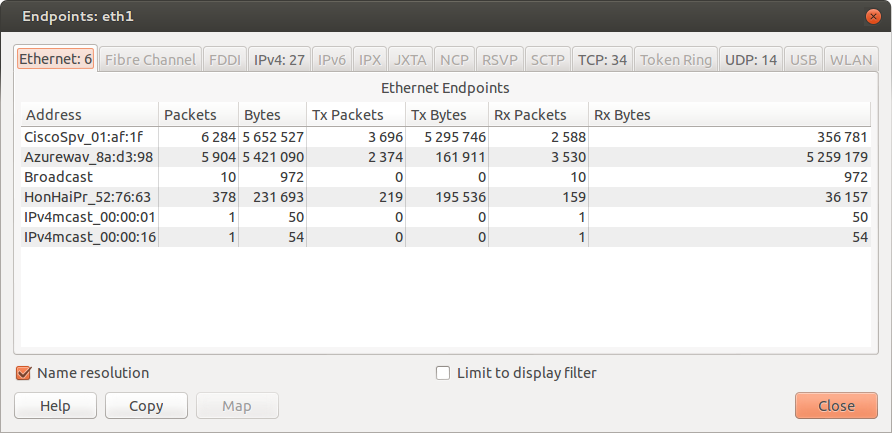 Endpoints: eth1
Ethernet: 6 Fibre Channel FDDI IPv4: 27 IPv6 IPX JXTA NCP RSVP SCTP TCP: 34 Token Ring UDP: 14 USB WLAN
Ethernet Endpoints
Address Packets Bytes Tx Packets Tx Bytes Rx Packets Rx Bytes
CiscoSpv_01:af:1f 6 284 5 652 527 3 696 5 295 746 2 588 356 781
Azurewav_8a:d3:98 5 904 5 421 090 2 374 161 911 3 530 5 259 179
Broadcast 10 972 0 0 10 972
HonHaiPr_52:76:63 378 231 693 219 195 536 159 36 157
IPv4mcast_00:00:01 1 50 0 0 1 50
IPv4mcast_00:00:16 1 54 0 0 1 54
Name resolution Limit to display filter
Help Copy Map Close